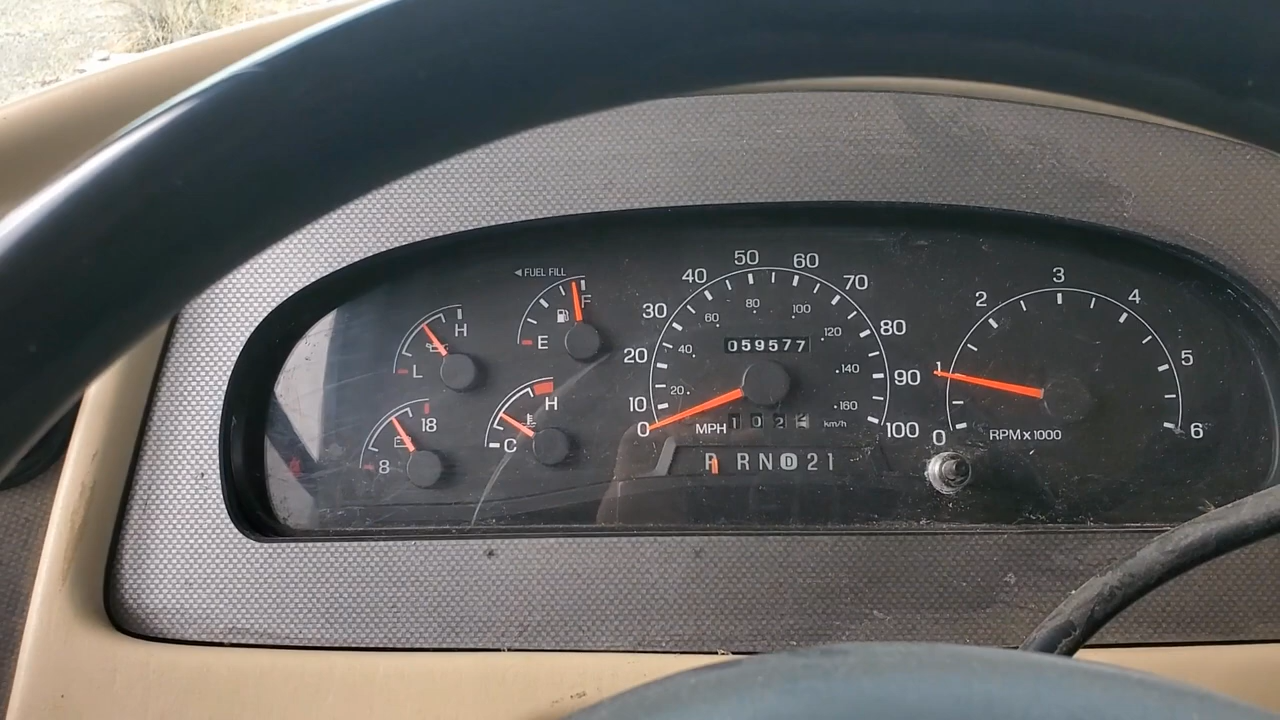 ◄ FUEL FILL
H
L
F
E
18
8
H
C
0
10
20
30
40
50
60
70
80
90
100
20
40
60
80
100
120
140
160
059577
MPH
km/h
P R N D 2 1
0
1
2
3
4
5
6
RPM x 1000